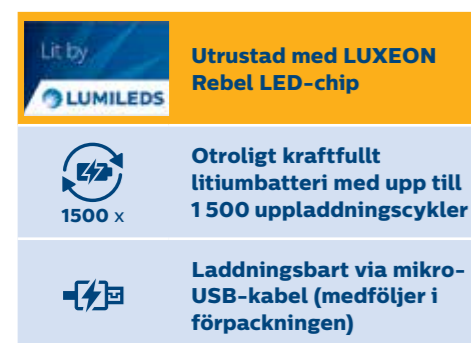 Lit by
LUMILEDS
Utrustad med LUXEON
Rebel LED-chip
1500 x
Otroligt kraftfullt
litiumbatteri med upp till
1 500 uppladdningscykler
Laddningsbart via mikro-
USB-kabel (medföljer i
förpackningen)